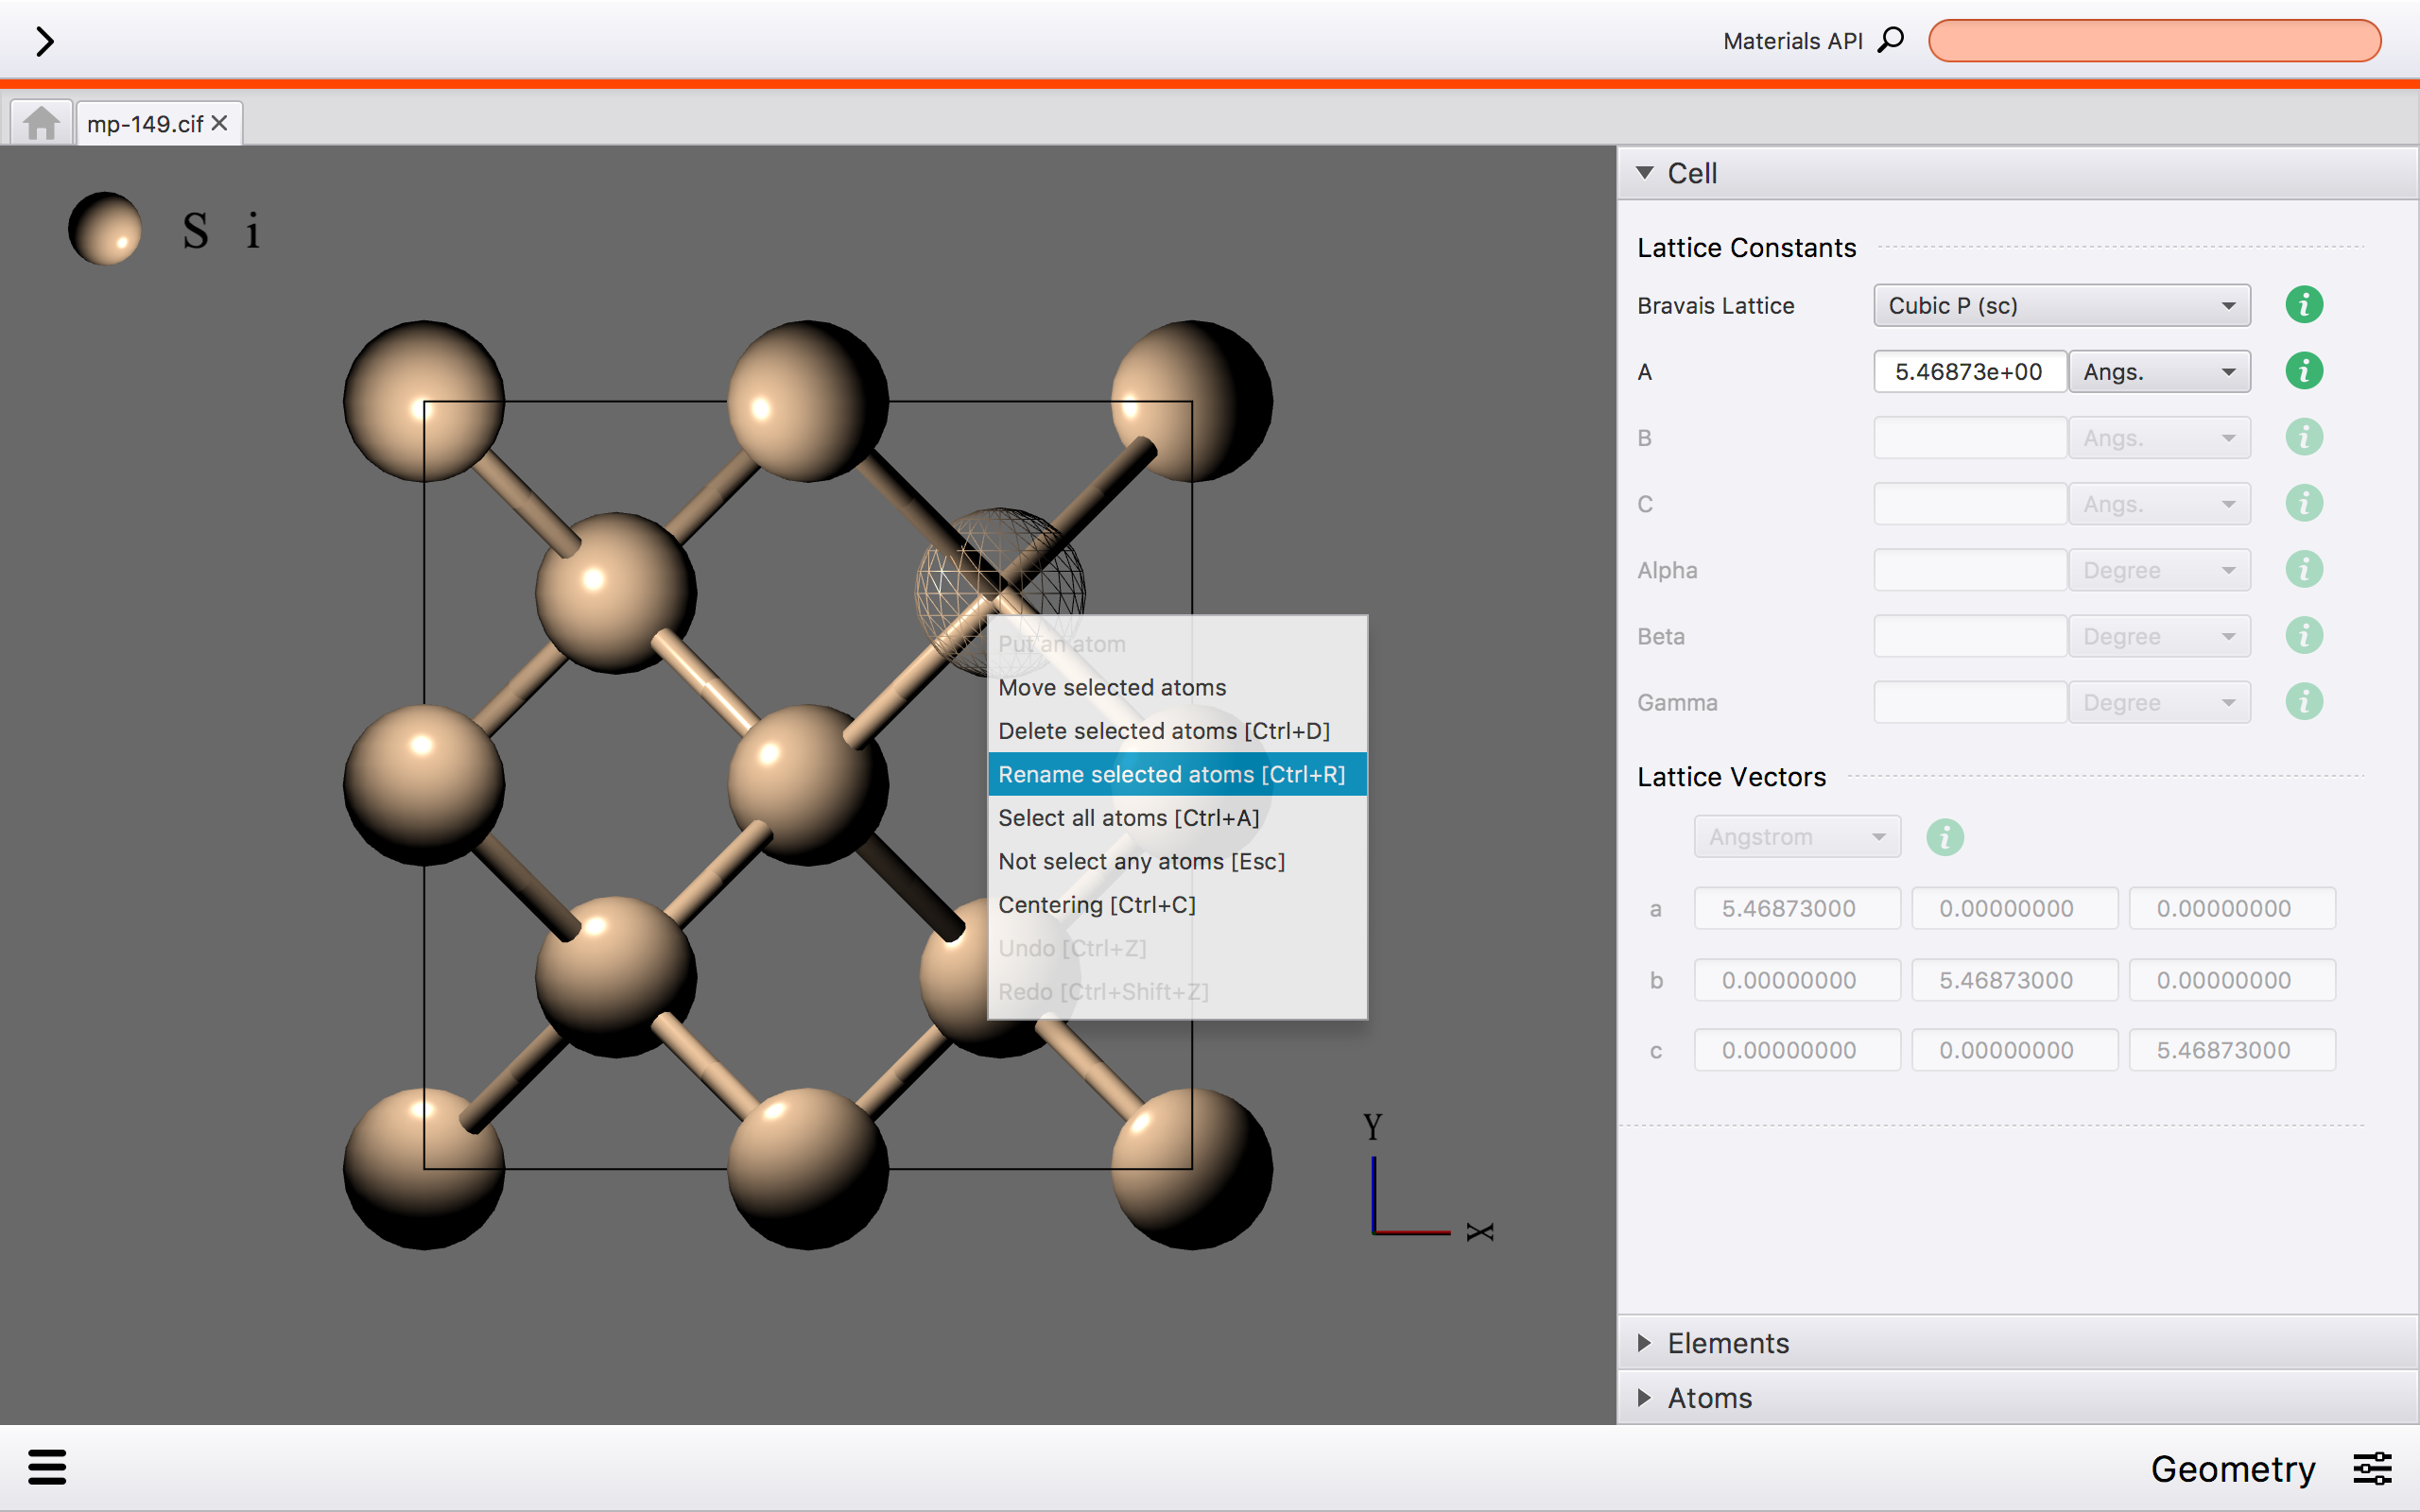 Materials API
mp-149.cif
S i
Cell
Lattice Constants
Bravais Lattice Cubic P (sc)
A 5.46873e+00 Angs.
B Angs.
C Angs.
Alpha Degree
Beta Degree
Gamma Degree
Lattice Vectors
Angstrom
a 5.46873000 0.00000000 0.00000000
b 0.00000000 5.46873000 0.00000000
c 0.00000000 0.00000000 5.46873000
Put an atom
Move selected atoms
Delete selected atoms [Ctrl+D]
Rename selected atoms [Ctrl+R]
Select all atoms [Ctrl+A]
Not select any atoms [Esc]
Centering [Ctrl+C]
Undo [Ctrl+Z]
Redo [Ctrl+Shift+Z]
Y
X
Elements
Atoms
Geometry